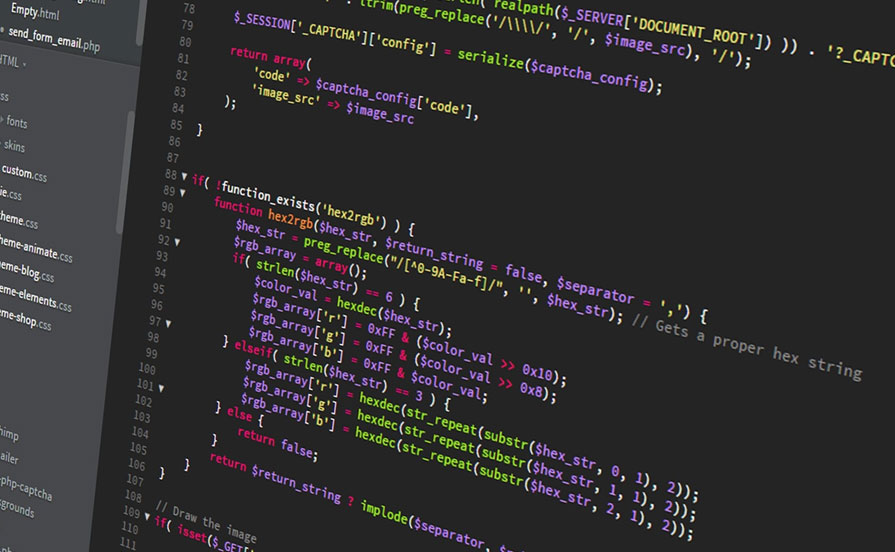 Empty.html
send_form_email.php
HTML
ss
fonts
skins
custom.css
ie.css
heme.css
heme-animate.css
heme-blog.css
eme-elements.css
eme-shop.css
himp
ailer
php-captcha
grounds
78
79
80
81
82
83
84
85
86
87
88
89
90
91
92
93
94
95
96
97
98
99
100
101
102
103
104
105
106
107
108
109
110
111
realpath($_SERVER['DOCUMENT_ROOT']) )) . '?_CAPTC
ltrim(preg_replace('/\\\\/', '/', $image_src), '/');
$_SESSION['_CAPTCHA']['config'] = serialize($captcha_config);
return array(
'code' => $captcha_config['code'],
'image_src' => $image_src
);
}
if( !function_exists('hex2rgb') ) {
function hex2rgb($hex_str, $return_string = false, $separator = ',') {
$hex_str = preg_replace("/[^0-9A-Fa-f]/", '', $hex_str); // Gets a proper hex string
$rgb_array = array();
if( strlen($hex_str) == 6 ) {
$color_val = hexdec($hex_str);
$rgb_array['r'] = 0xFF & ($color_val >> 0x10);
$rgb_array['g'] = 0xFF & ($color_val >> 0x8);
$rgb_array['b'] = 0xFF & $color_val;
} elseif( strlen($hex_str) == 3 ) {
$rgb_array['r'] = hexdec(str_repeat(substr($hex_str, 0, 1), 2));
$rgb_array['g'] = hexdec(str_repeat(substr($hex_str, 1, 1), 2));
$rgb_array['b'] = hexdec(str_repeat(substr($hex_str, 2, 1), 2));
} else {
return false;
}
return $return_string ? implode($separator,
}
}
// Draw the image
if( isset($_GET[